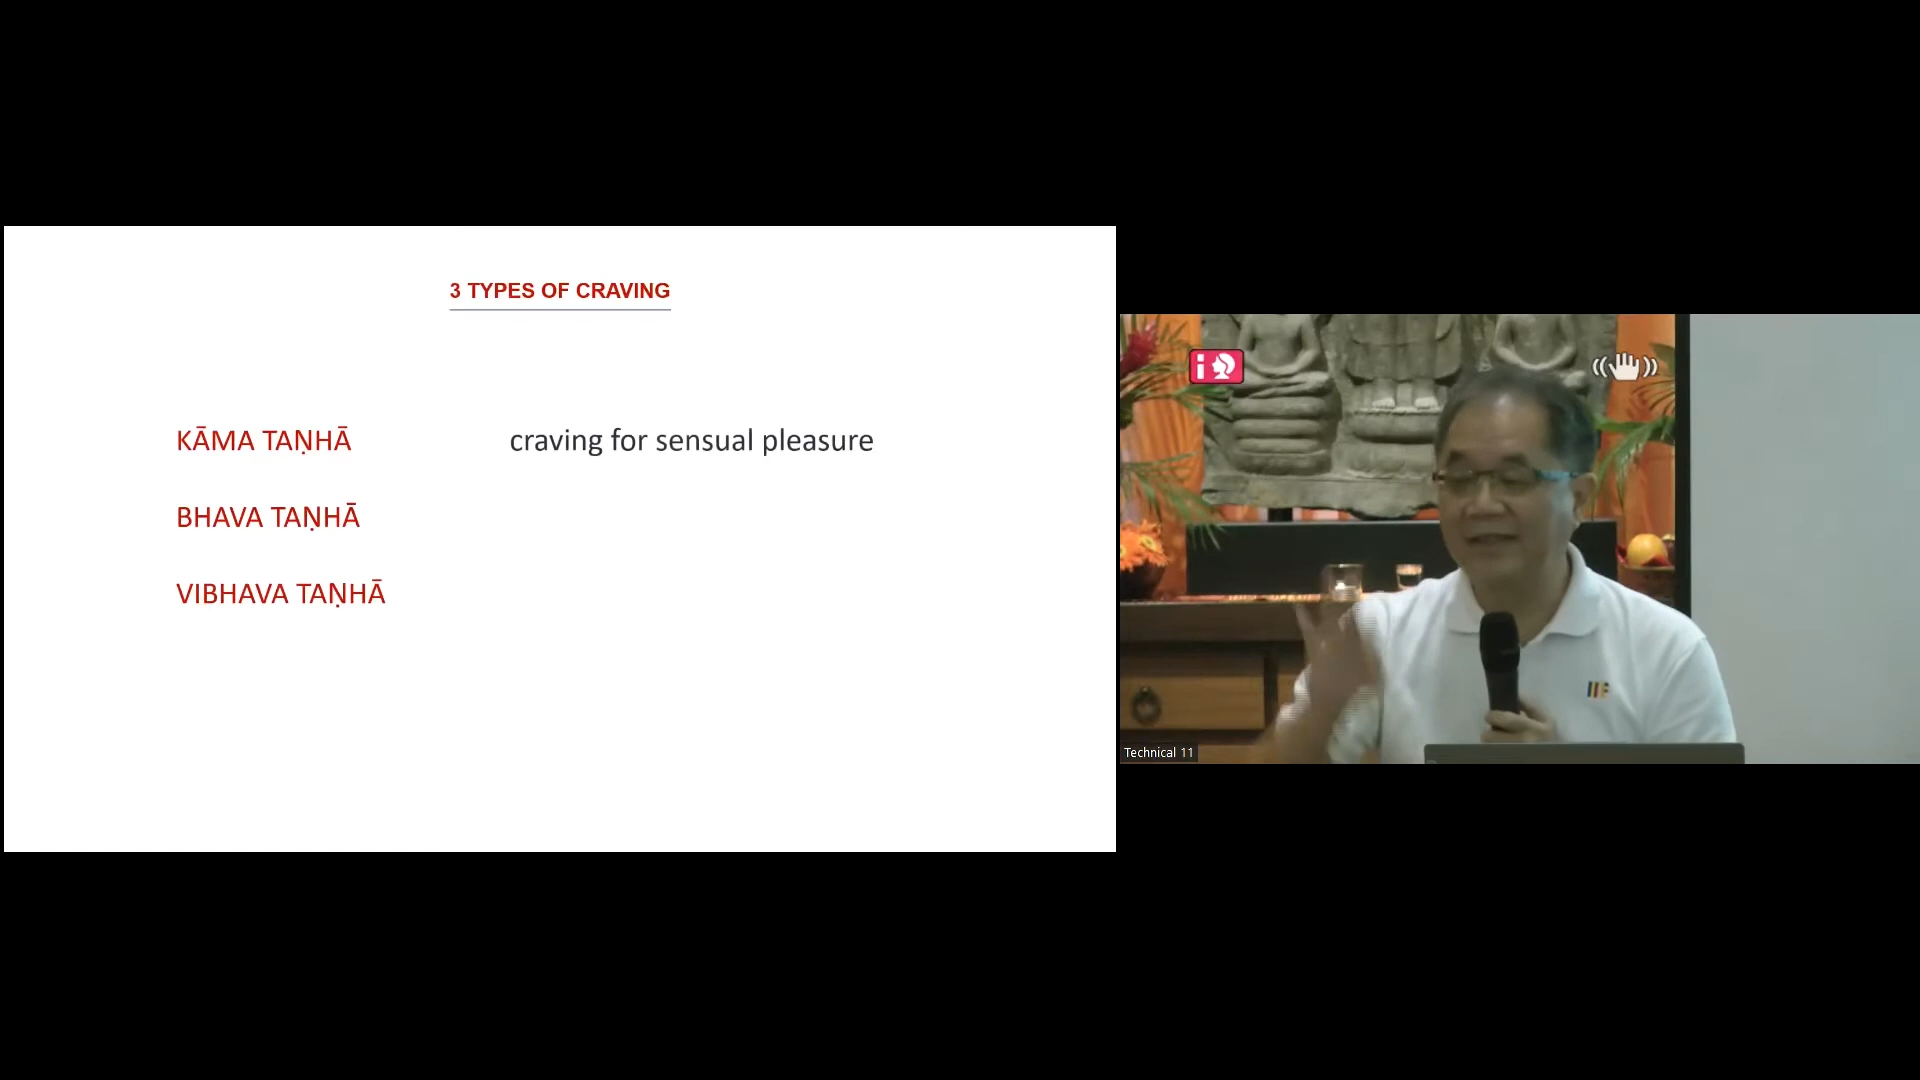 3 TYPES OF CRAVING
KĀMA TAṆHĀ craving for sensual pleasure
BHAVA TAṆHĀ
VIBHAVA TAṆHĀ
Technical 11